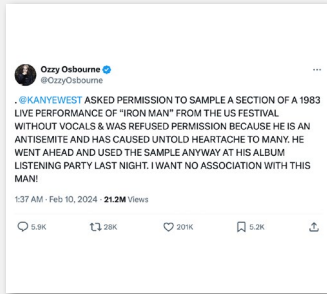 Ozzy Osbourne
@OzzyOsbourne
. @KANYEWEST ASKED PERMISSION TO SAMPLE A SECTION OF A 1983
LIVE PERFORMANCE OF “IRON MAN” FROM THE US FESTIVAL
WITHOUT VOCALS & WAS REFUSED PERMISSION BECAUSE HE IS AN
ANTISEMITE AND HAS CAUSED UNTOLD HEARTACHE TO MANY. HE
WENT AHEAD AND USED THE SAMPLE ANYWAY AT HIS ALBUM
LISTENING PARTY LAST NIGHT. I WANT NO ASSOCIATION WITH THIS
MAN!
1:37 AM · Feb 10, 2024 · 21.2M Views
5.9K 28K 201K 5.2K